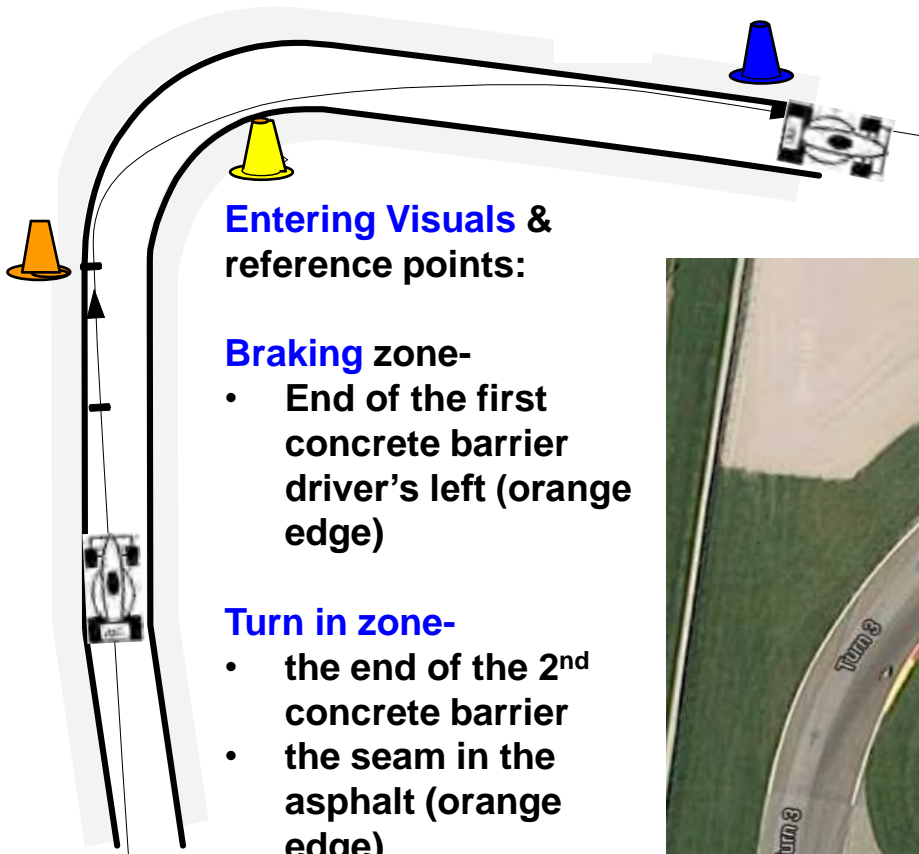 Entering Visuals &
reference points:
Braking zone-
• End of the first
concrete barrier
driver's left (orange
edge)
Turn in zone-
• the end of the 2nd
concrete barrier
• the seam in the
asphalt (orange
edge)
Turn 3
Turn 3